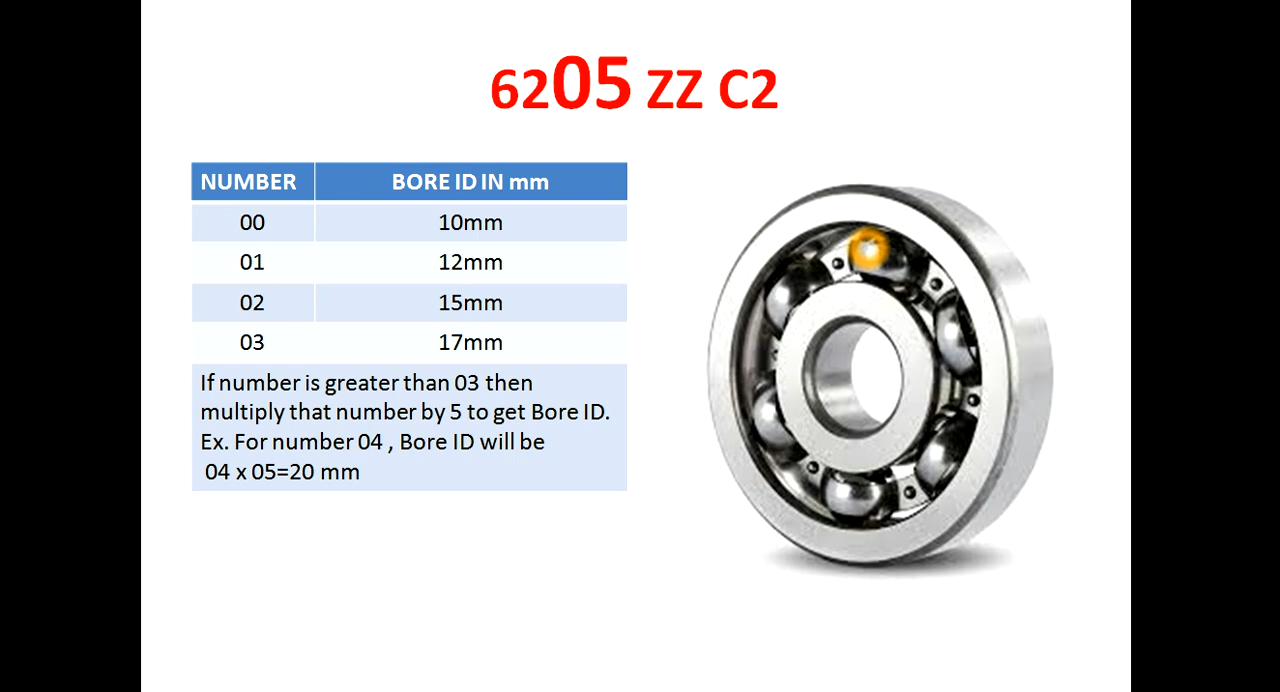 6205 ZZ C2
NUMBER BORE ID IN mm
00 10mm
01 12mm
02 15mm
03 17mm
If number is greater than 03 then
multiply that number by 5 to get Bore ID.
Ex. For number 04 , Bore ID will be
04 x 05=20 mm